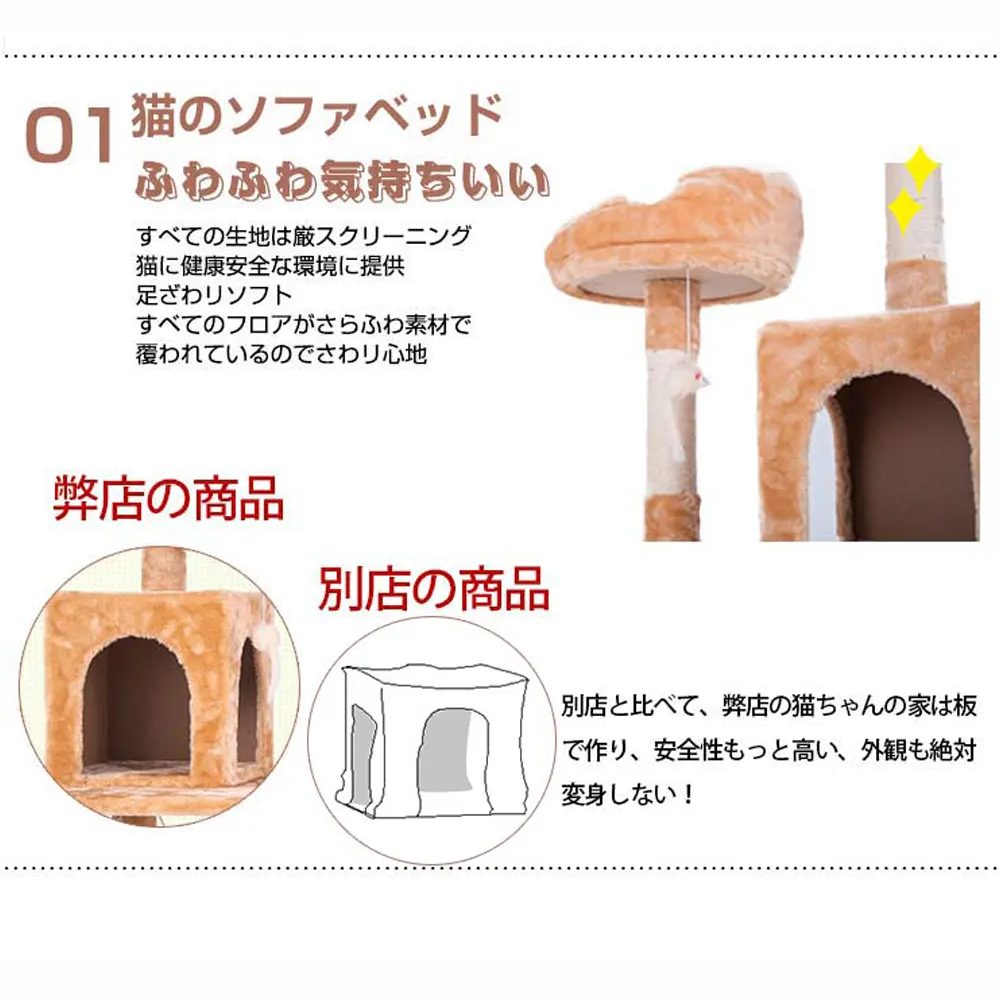 01 猫のソファベッド
ふわふわ気持ちいい
すべての生地は厳スクリーニング
猫に健康安全な環境に提供
足ざわりソフト
すべてのフロアがさらふわ素材で
覆われているのでさわり心地
弊店の商品
別店の商品
別店と比べて、弊店の猫ちゃんの家は板
で作り、安全性もっと高い、外観も絶対
変身しない！